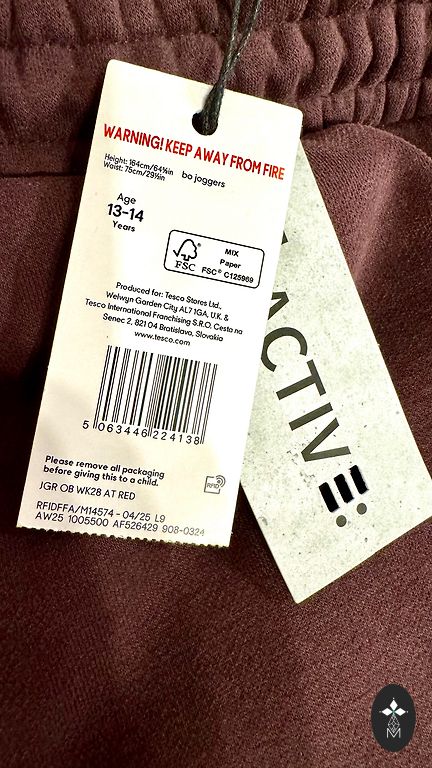 WARNING! KEEP AWAY FROM FIRE
Height: 164cm/64½in
Waist: 75cm/29½in
bo joggers
Age
13-14
Years
FSC
MIX
Paper
FSC® C125969
Produced for: Tesco Stores Ltd.,
Welwyn Garden City AL7 1GA, U.K. &
Tesco International Franchising S.R.O. Cesta na
Senec 2, 821 04 Bratislava, Slovakia
www.tesco.com
5 063446 224138
Please remove all packaging
before giving this to a child.
RFID
JGR OB WK28 AT RED
RFIDFFA/M14574 - 04/25 L9
AW25 1005500 AF526429 908-0324
ACTIV
M